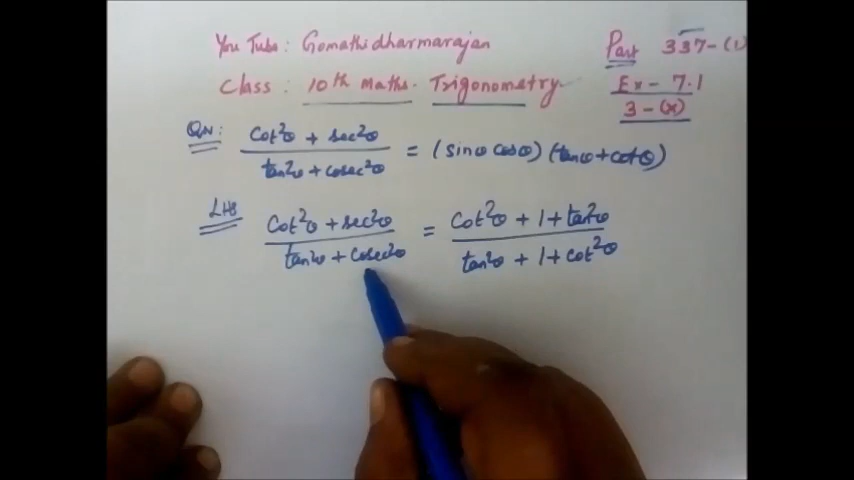 You Tube: Gomathidharmarajan
Part 337-(1)
Class: 10th maths. Trigonometry
Ex-7.1
3-(x)
QN: cot²θ + sec²θ / tan²θ + cosec²θ = (sinθ cosθ) (tanθ + cotθ)
LHS cot²θ + sec²θ / tan²θ + cosec²θ = cot²θ + 1 + tan²θ / tan²θ + 1 + cot²θ